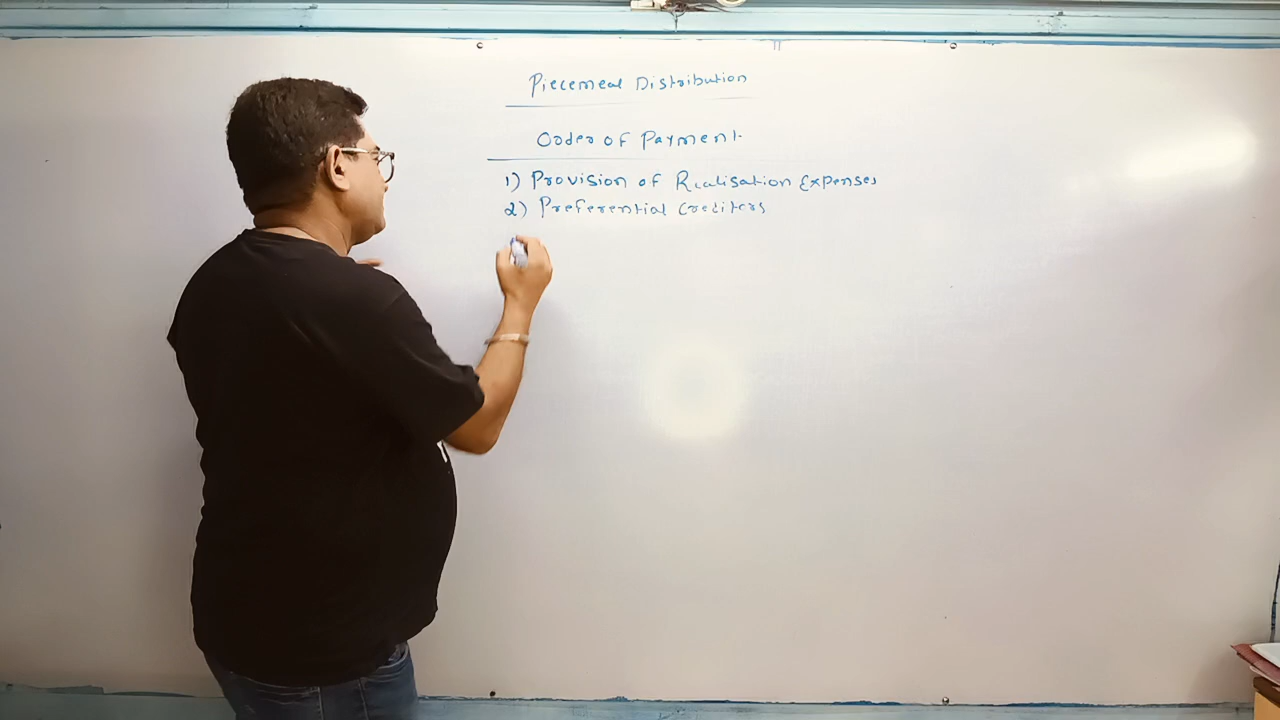 Piecemeal Distribution
Order of Payment
1) Provision of Realisation Expenses
2) Preferential Creditors